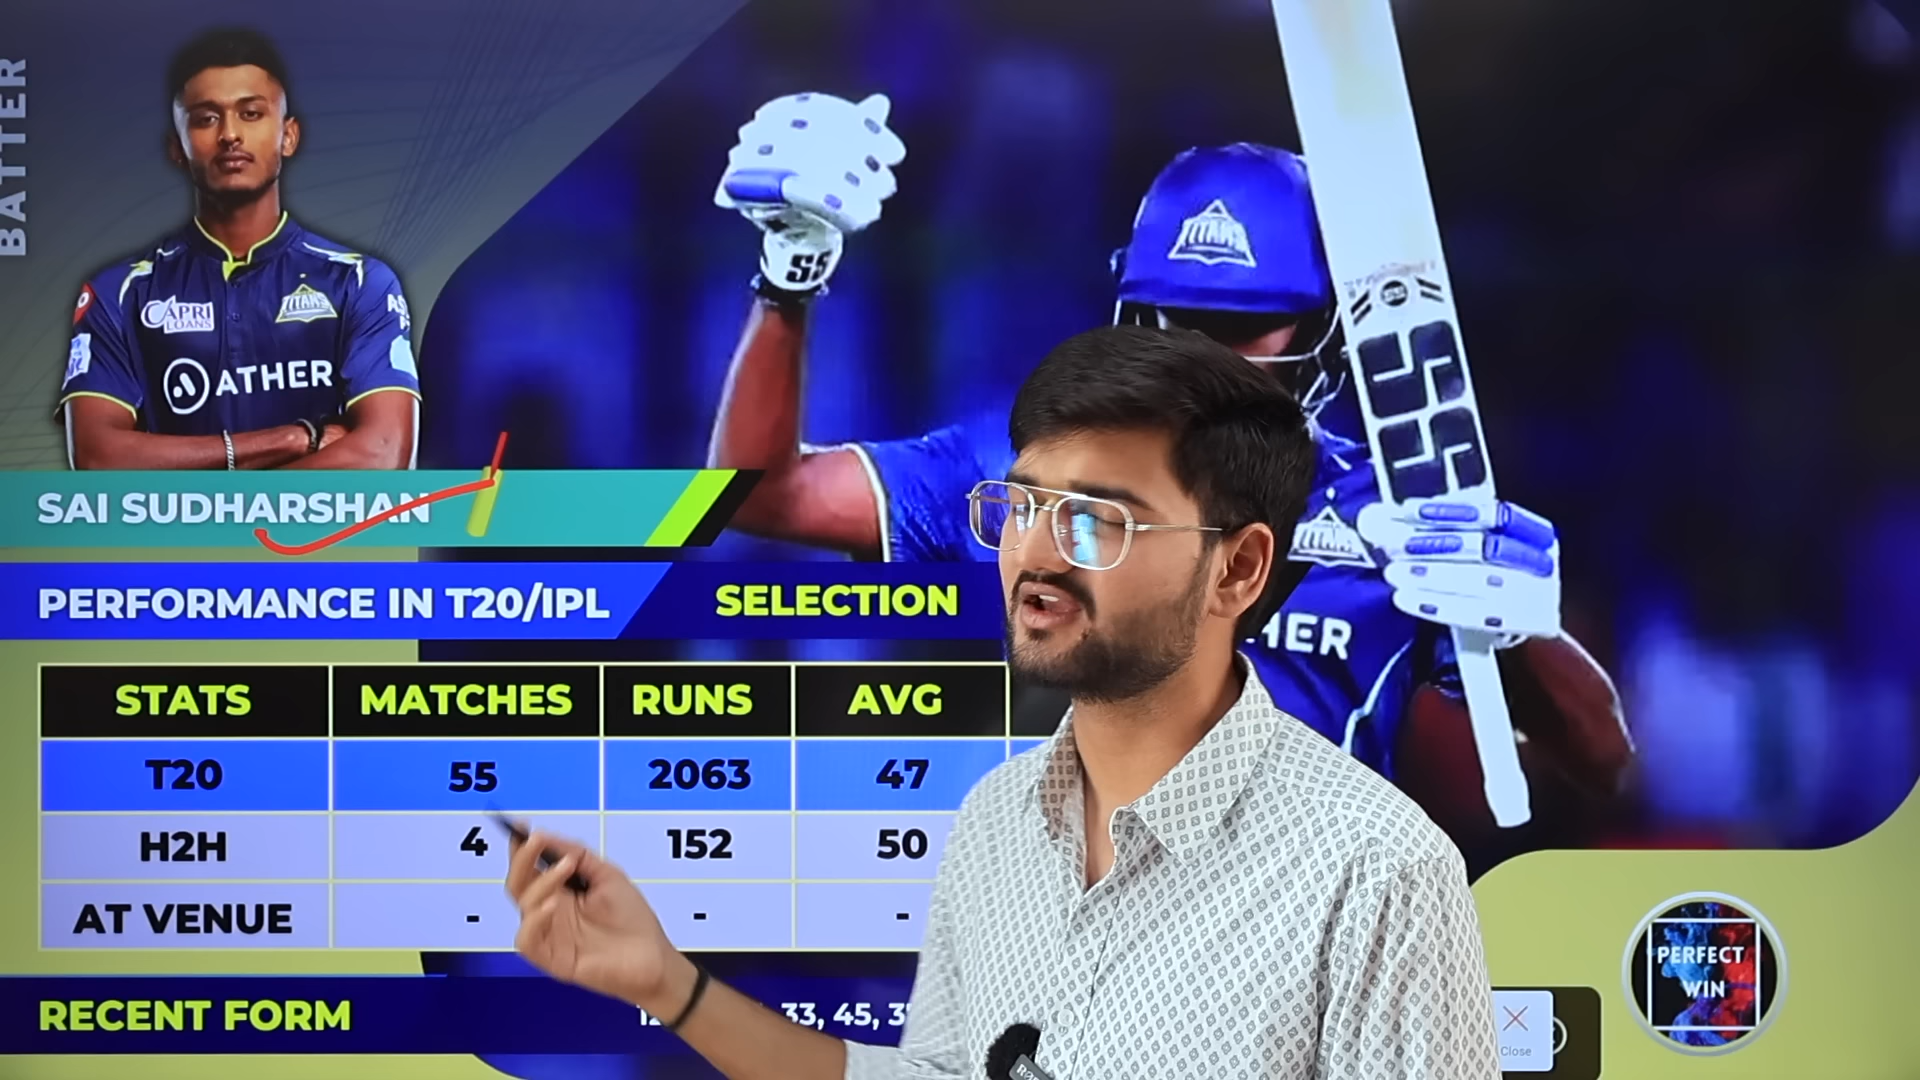 BATTER
TITANS
SS
CAPRI
LOANS
TITANS
ATHER
SS
TITANS
SAI SUDHARSHAN
PERFORMANCE IN T20/IPL
SELECTION
HER
STATS MATCHES RUNS AVG
T20 55 2063 47
H2H 4 152 50
AT VENUE - - -
RECENT FORM
33, 45,
PERFECT
WIN
Close